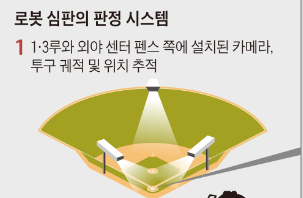 로봇 심판의 판정 시스템
1 1·3루와 외야 센터 펜스 쪽에 설치된 카메라,
투구 궤적 및 위치 추적